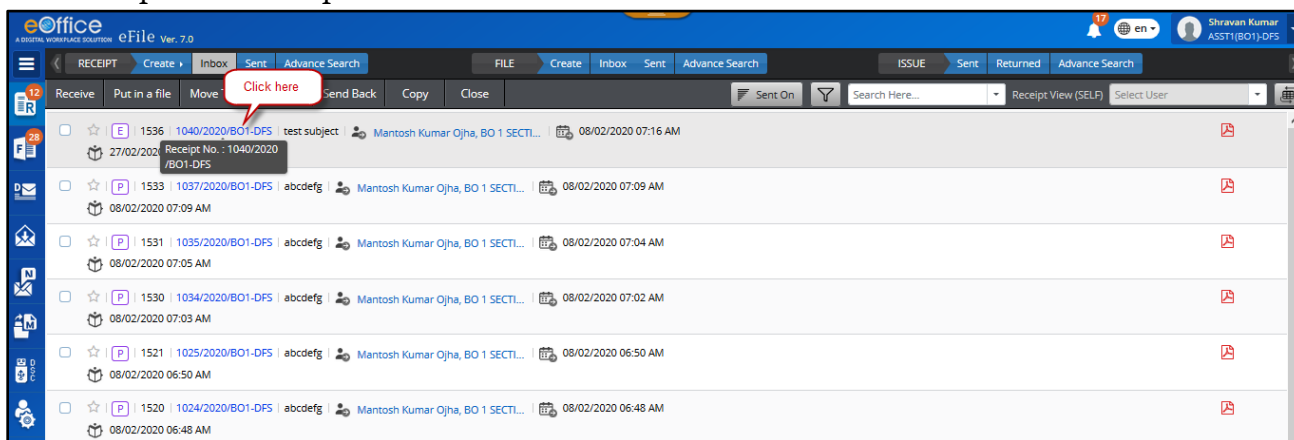 eOffice
A DIGITAL WORKPLACE SOLUTION eFile Ver. 7.0 17 en Shravan Kumar
ASST1(BO1)-DFS
RECEIPT Create Inbox Sent Advance Search FILE Create Inbox Sent Advance Search ISSUE Sent Returned Advance Search
12 R Receive Put in a file Move Click here Send Back Copy Close Sent On Search Here... Receipt View (SELF) Select User
28 F E 1536 1040/2020/BO1-DFS test subject Mantosh Kumar Ojha, BO 1 SECTI... 08/02/2020 07:16 AM
27/02/202 Receipt No. : 1040/2020
/BO1-DFS
D P 1533 1037/2020/BO1-DFS abcdefg Mantosh Kumar Ojha, BO 1 SECTI... 08/02/2020 07:09 AM
08/02/2020 07:09 AM
P 1531 1035/2020/BO1-DFS abcdefg Mantosh Kumar Ojha, BO 1 SECTI... 08/02/2020 07:04 AM
08/02/2020 07:05 AM
N
P 1530 1034/2020/BO1-DFS abcdefg Mantosh Kumar Ojha, BO 1 SECTI... 08/02/2020 07:02 AM
M 08/02/2020 07:03 AM
DSC P 1521 1025/2020/BO1-DFS abcdefg Mantosh Kumar Ojha, BO 1 SECTI... 08/02/2020 06:50 AM
08/02/2020 06:50 AM
P 1520 1024/2020/BO1-DFS abcdefg Mantosh Kumar Ojha, BO 1 SECTI... 08/02/2020 06:48 AM
08/02/2020 06:48 AM